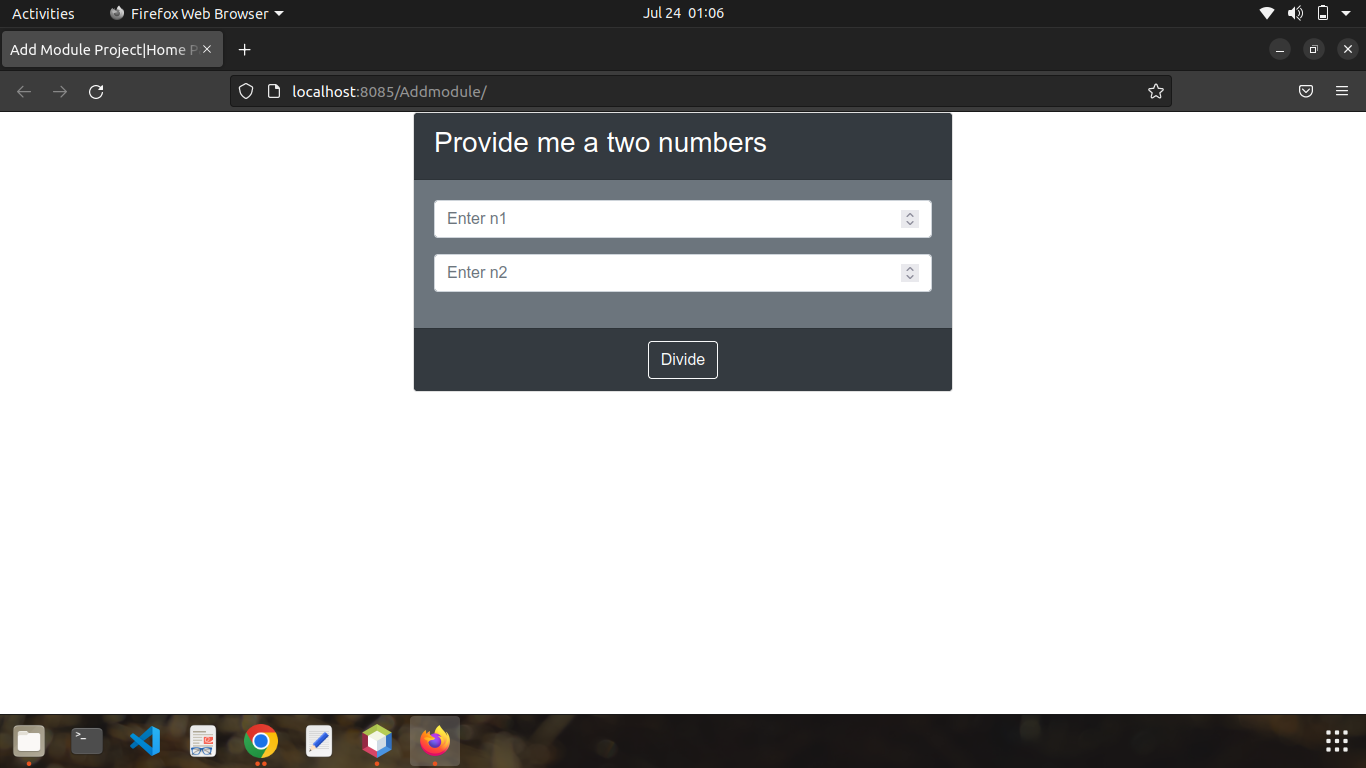 Activities Firefox Web Browser Jul 24 01:06
Add Module Project|Home P
localhost:8085/Addmodule/
Provide me a two numbers
Enter n1
Enter n2
Divide